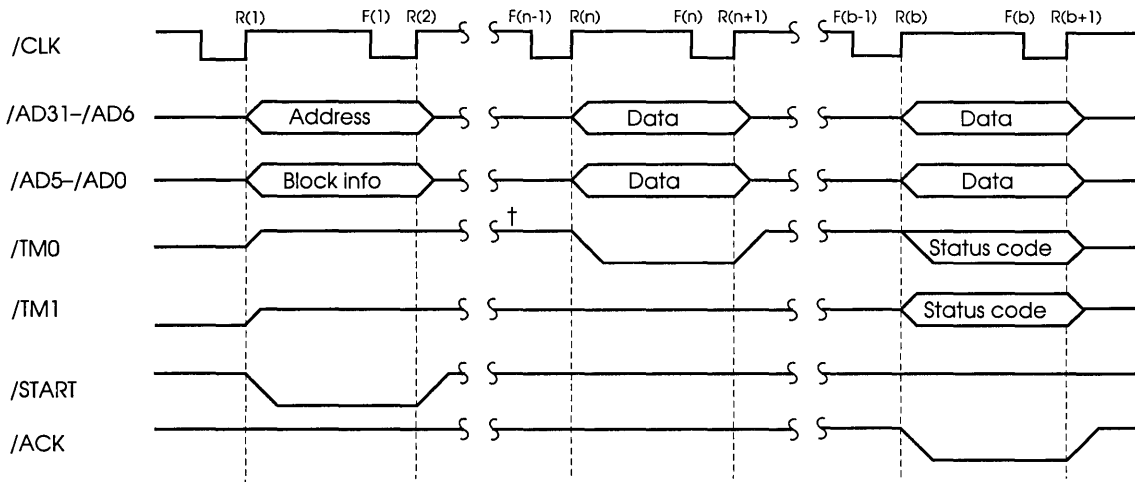 R(1) F(1) R(2) F(n-1) R(n) F(n) R(n+1) F(b-1) R(b) F(b) R(b+1)
/CLK
/AD31–/AD6 Address Data Data
/AD5–/AD0 Block info Data Data
†
/TM0 Status code
/TM1 Status code
/START
/ACK